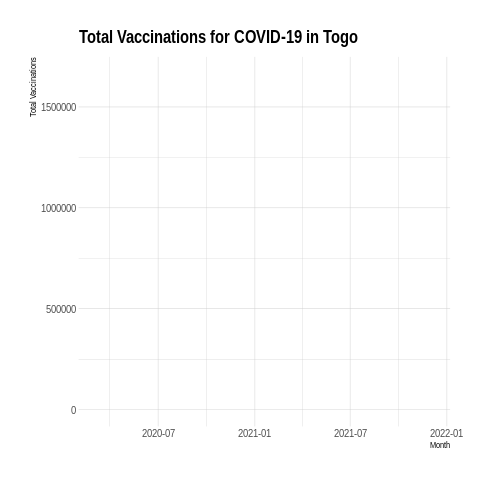 Total Vaccinations for COVID-19 in Togo
Total Vaccinations
1500000
1000000
500000
0
2020-07 2021-01 2021-07 2022-01
Month